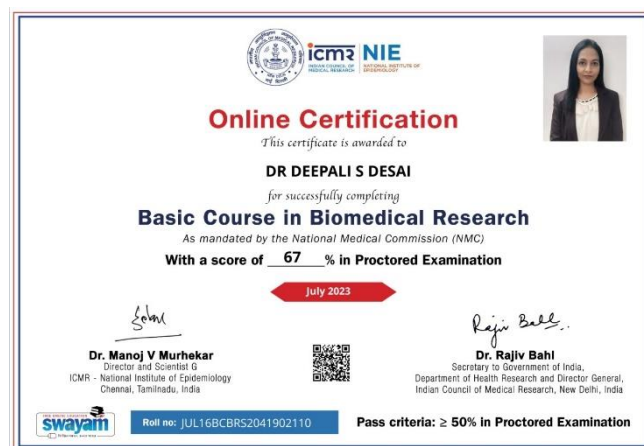 icmr NIE
INDIAN COUNCIL OF MEDICAL RESEARCH
NATIONAL INSTITUTE OF EPIDEMIOLOGY
Online Certification
This certificate is awarded to
DR DEEPALI S DESAI
for successfully completing
Basic Course in Biomedical Research
As mandated by the National Medical Commission (NMC)
With a score of 67 % in Proctored Examination
July 2023
Dr. Manoj V Murhekar
Director and Scientist G
ICMR - National Institute of Epidemiology
Chennai, Tamilnadu, India
Rajiv Bahl
Dr. Rajiv Bahl
Secretary to Government of India,
Department of Health Research and Director General,
Indian Council of Medical Research, New Delhi, India
swayam
Roll no: JUL16BCBRS2041902110
Pass criteria: ≥ 50% in Proctored Examination